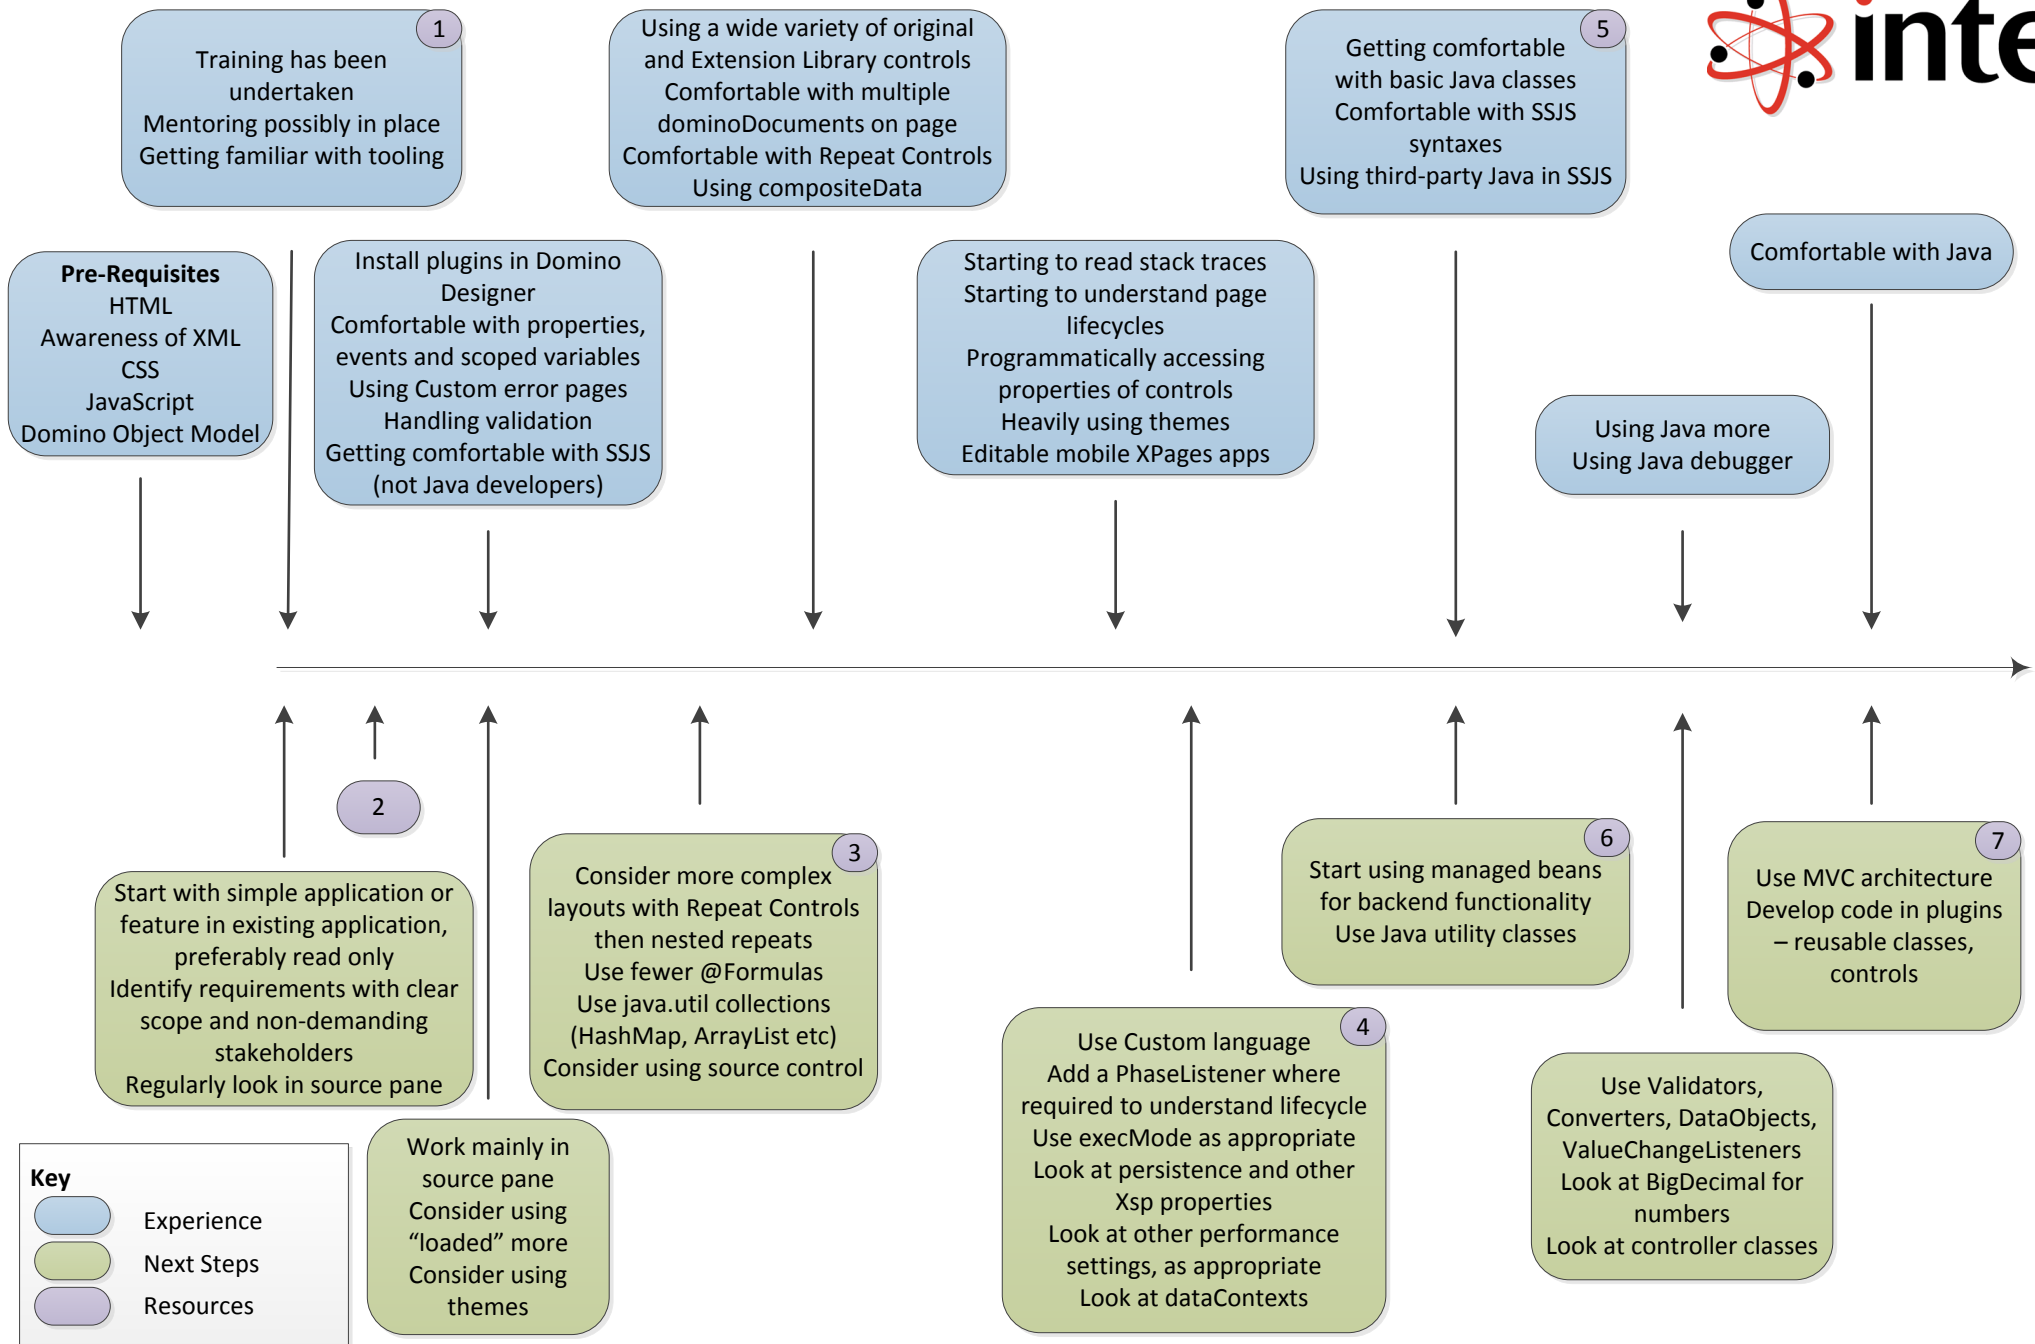 1
Training has been
undertaken
Mentoring possibly in place
Getting familiar with tooling
Using a wide variety of original
and Extension Library controls
Comfortable with multiple
dominoDocuments on page
Comfortable with Repeat Controls
Using compositeData
5
Getting comfortable
with basic Java classes
Comfortable with SSJS
syntaxes
Using third-party Java in SSJS
inte
Pre-Requisites
HTML
Awareness of XML
CSS
JavaScript
Domino Object Model
Install plugins in Domino
Designer
Comfortable with properties,
events and scoped variables
Using Custom error pages
Handling validation
Getting comfortable with SSJS
(not Java developers)
Starting to read stack traces
Starting to understand page
lifecycles
Programmatically accessing
properties of controls
Heavily using themes
Editable mobile XPages apps
Using Java more
Using Java debugger
Comfortable with Java
2
Start with simple application or
feature in existing application,
preferably read only
Identify requirements with clear
scope and non-demanding
stakeholders
Regularly look in source pane
Work mainly in
source pane
Consider using
“loaded” more
Consider using
themes
3
Consider more complex
layouts with Repeat Controls
then nested repeats
Use fewer @Formulas
Use java.util collections
(HashMap, ArrayList etc)
Consider using source control
4
Use Custom language
Add a PhaseListener where
required to understand lifecycle
Use execMode as appropriate
Look at persistence and other
Xsp properties
Look at other performance
settings, as appropriate
Look at dataContexts
6
Start using managed beans
for backend functionality
Use Java utility classes
Use Validators,
Converters, DataObjects,
ValueChangeListeners
Look at BigDecimal for
numbers
Look at controller classes
7
Use MVC architecture
Develop code in plugins
– reusable classes,
controls
Key
Experience
Next Steps
Resources